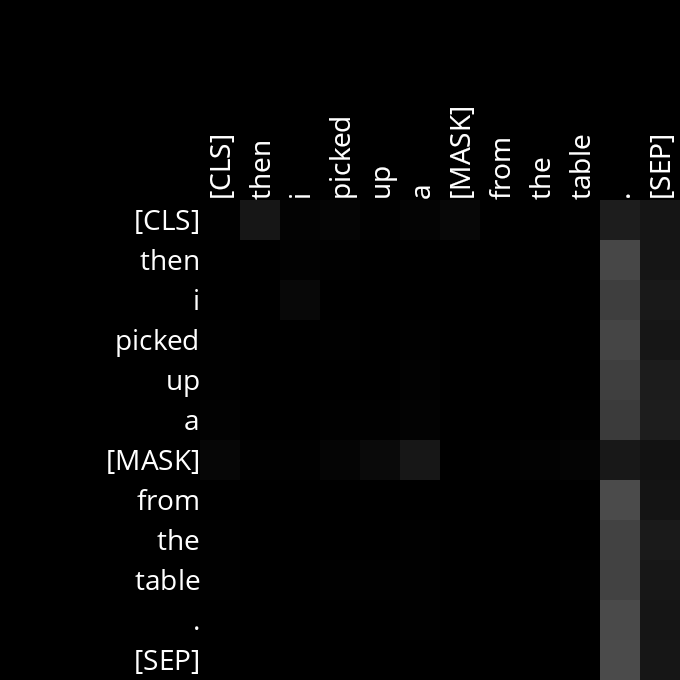 [CLS] then i picked up a [MASK] from the table . [SEP]
[CLS]
then
i
picked
up
a
[MASK]
from
the
table
.
[SEP]